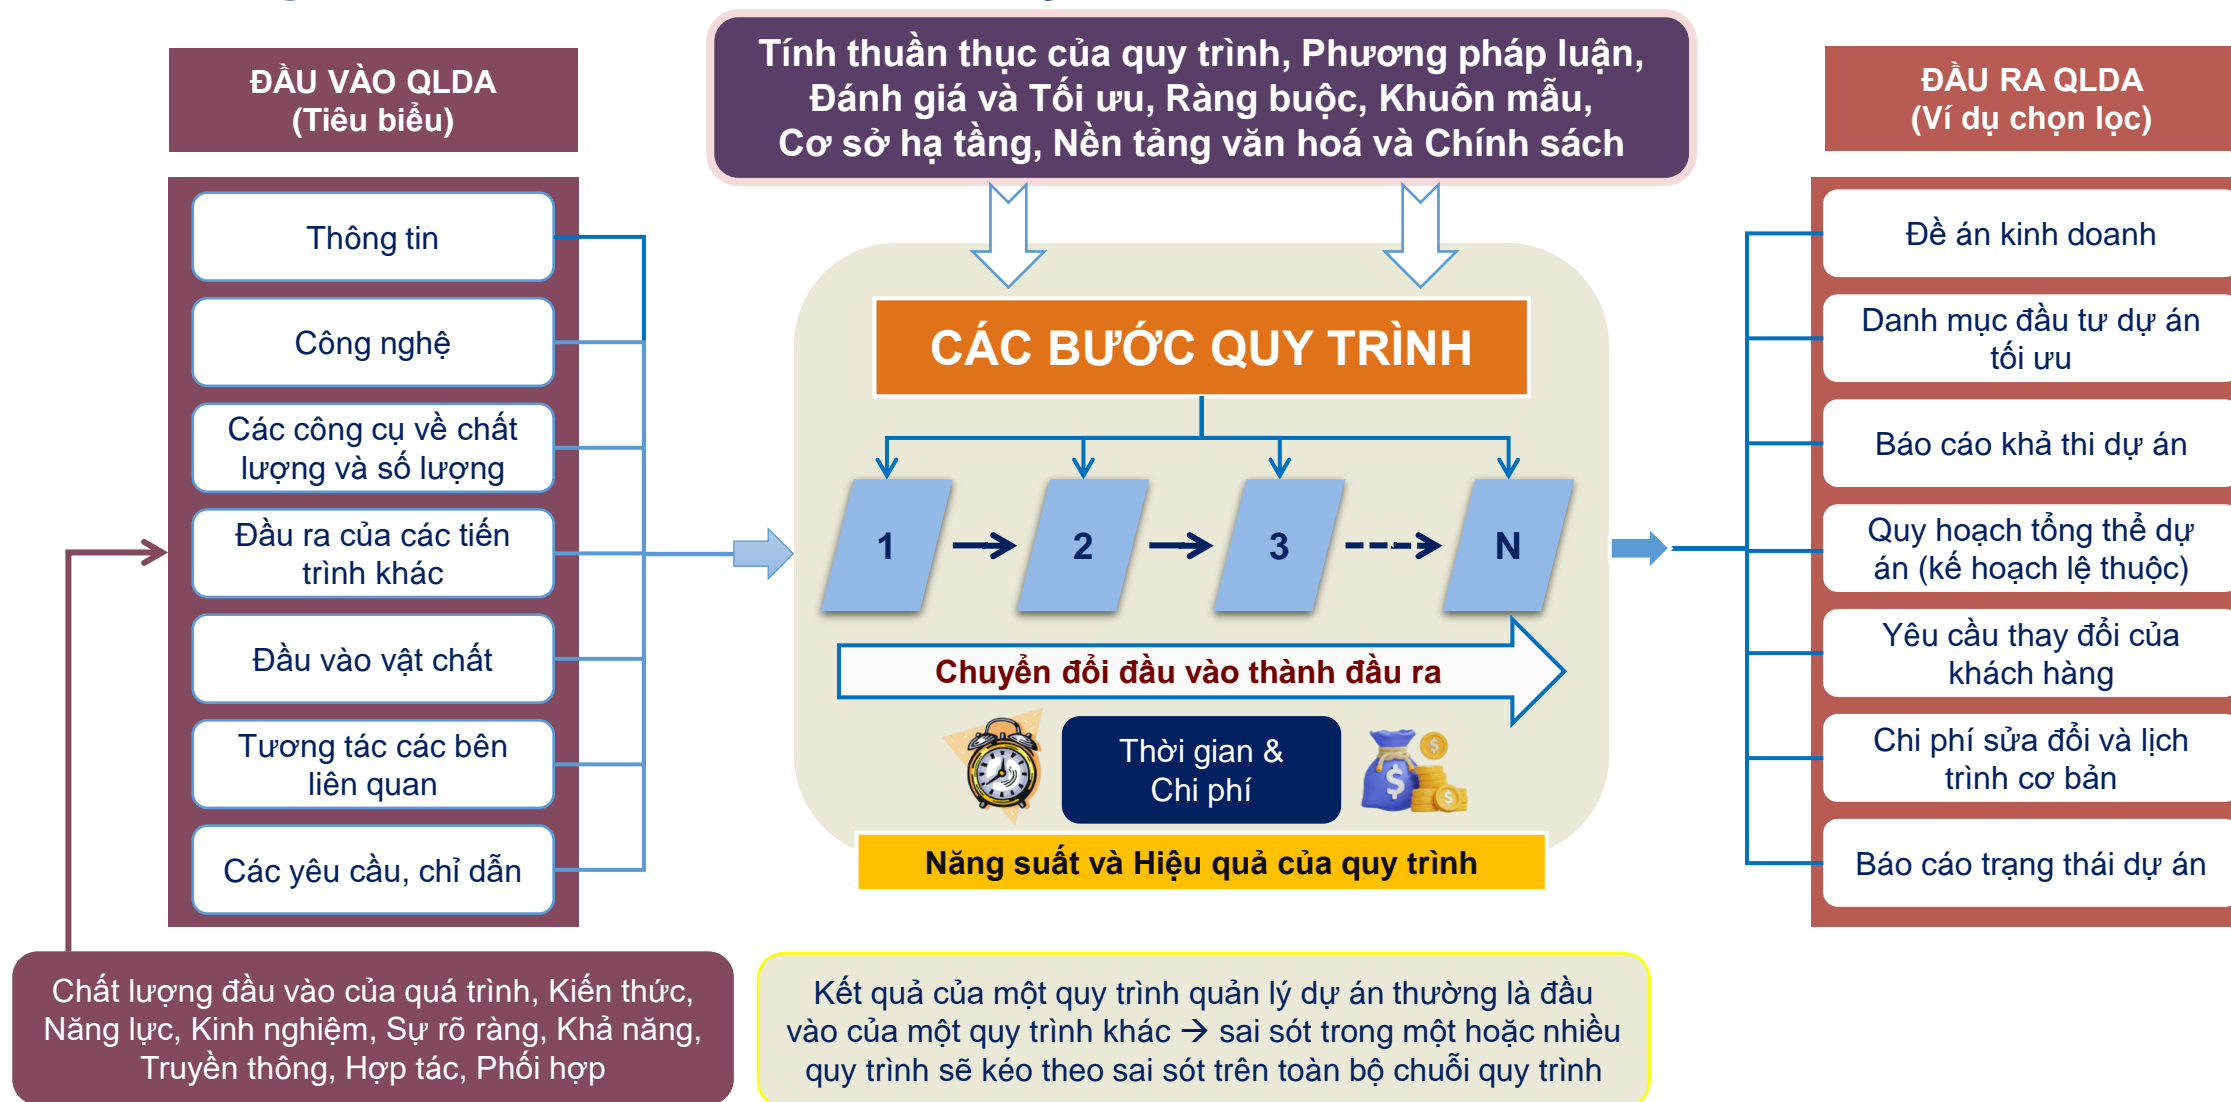 Tính thuần thục của quy trình, Phương pháp luận,
Đánh giá và Tối ưu, Ràng buộc, Khuôn mẫu,
Cơ sở hạ tầng, Nền tảng văn hoá và Chính sách
ĐẦU VÀO QLDA
(Tiêu biểu)
Thông tin
Công nghệ
Các công cụ về chất
lượng và số lượng
Đầu ra của các tiến
trình khác
Đầu vào vật chất
Tương tác các bên
liên quan
Các yêu cầu, chỉ dẫn
Chất lượng đầu vào của quá trình, Kiến thức,
Năng lực, Kinh nghiệm, Sự rõ ràng, Khả năng,
Truyền thông, Hợp tác, Phối hợp
CÁC BƯỚC QUY TRÌNH
1
2
3
N
Chuyển đổi đầu vào thành đầu ra
Thời gian &
Chi phí
$
$
$
Năng suất và Hiệu quả của quy trình
Kết quả của một quy trình quản lý dự án thường là đầu
vào của một quy trình khác → sai sót trong một hoặc nhiều
quy trình sẽ kéo theo sai sót trên toàn bộ chuỗi quy trình
ĐẦU RA QLDA
(Ví dụ chọn lọc)
Đề án kinh doanh
Danh mục đầu tư dự án
tối ưu
Báo cáo khả thi dự án
Quy hoạch tổng thể dự
án (kế hoạch lệ thuộc)
Yêu cầu thay đổi của
khách hàng
Chi phí sửa đổi và lịch
trình cơ bản
Báo cáo trạng thái dự án